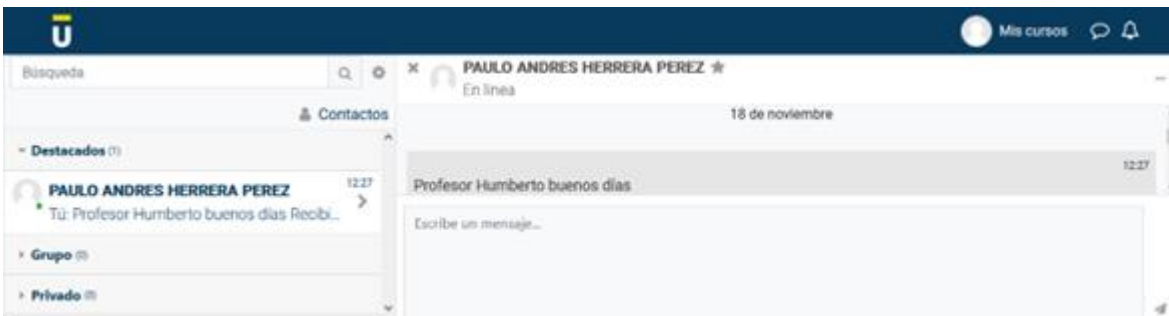 Ū
Mis cursos
Búsqueda
Contactos
Destacados (1)
PAULO ANDRES HERRERA PEREZ
12:27
Tú: Profesor Humberto buenos días Recibi...
Grupo (0)
Privado (0)
PAULO ANDRES HERRERA PEREZ
En línea
18 de noviembre
12:27
Profesor Humberto buenos días
Escribe un mensaje...